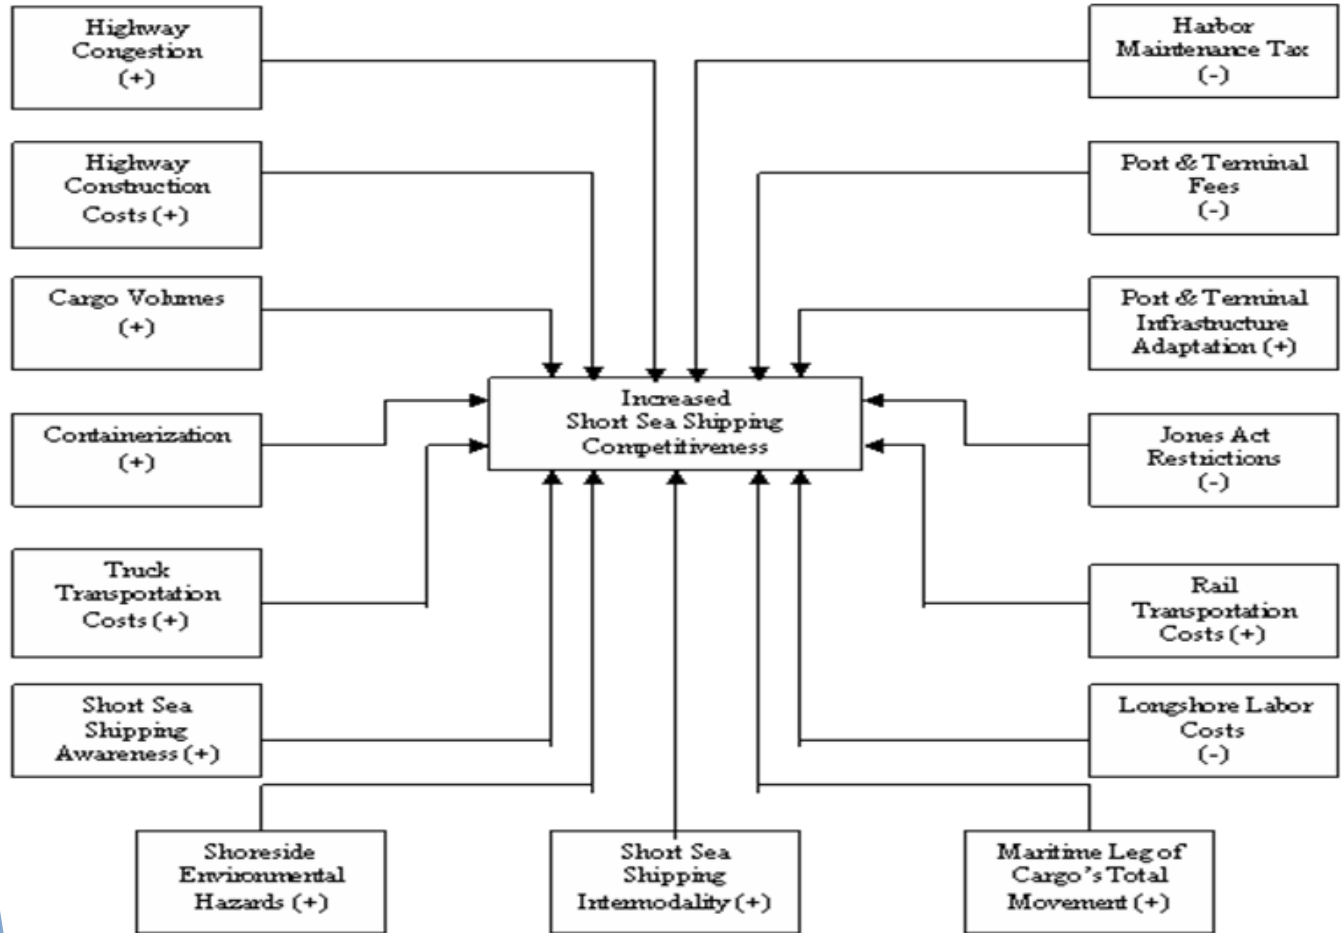 Highway
Congestion
(+)
Harbor
Maintenance Tax
(-)
Highway
Construction
Costs (+)
Port & Terminal
Fees
(-)
Cargo Volumes
(+)
Port & Terminal
Infrastructure
Adaptation (+)
Increased
Short Sea Shipping
Competitiveness
Containerization
(+)
Jones Act
Restrictions
(-)
Truck
Transportation
Costs (+)
Rail
Transportation
Costs (+)
Short Sea
Shipping
Awareness (+)
Longshore Labor
Costs
(-)
Shoreside
Environmental
Hazards (+)
Short Sea
Shipping
Intermodality (+)
Maritime Leg of
Cargo's Total
Movement (+)